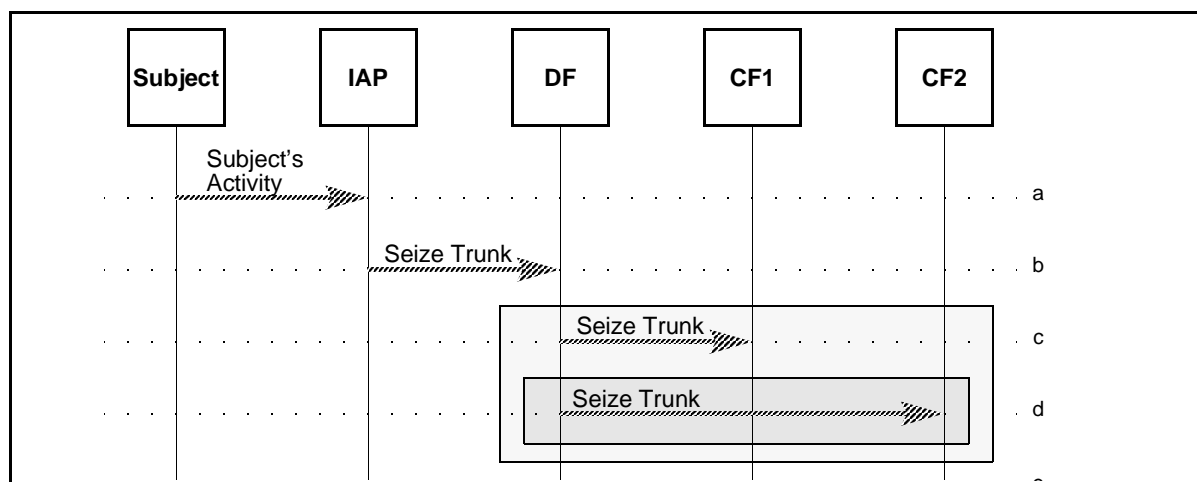 Subject IAP DF CF1 CF2
Subject's
Activity
a
Seize Trunk
b
Seize Trunk
c
Seize Trunk
d